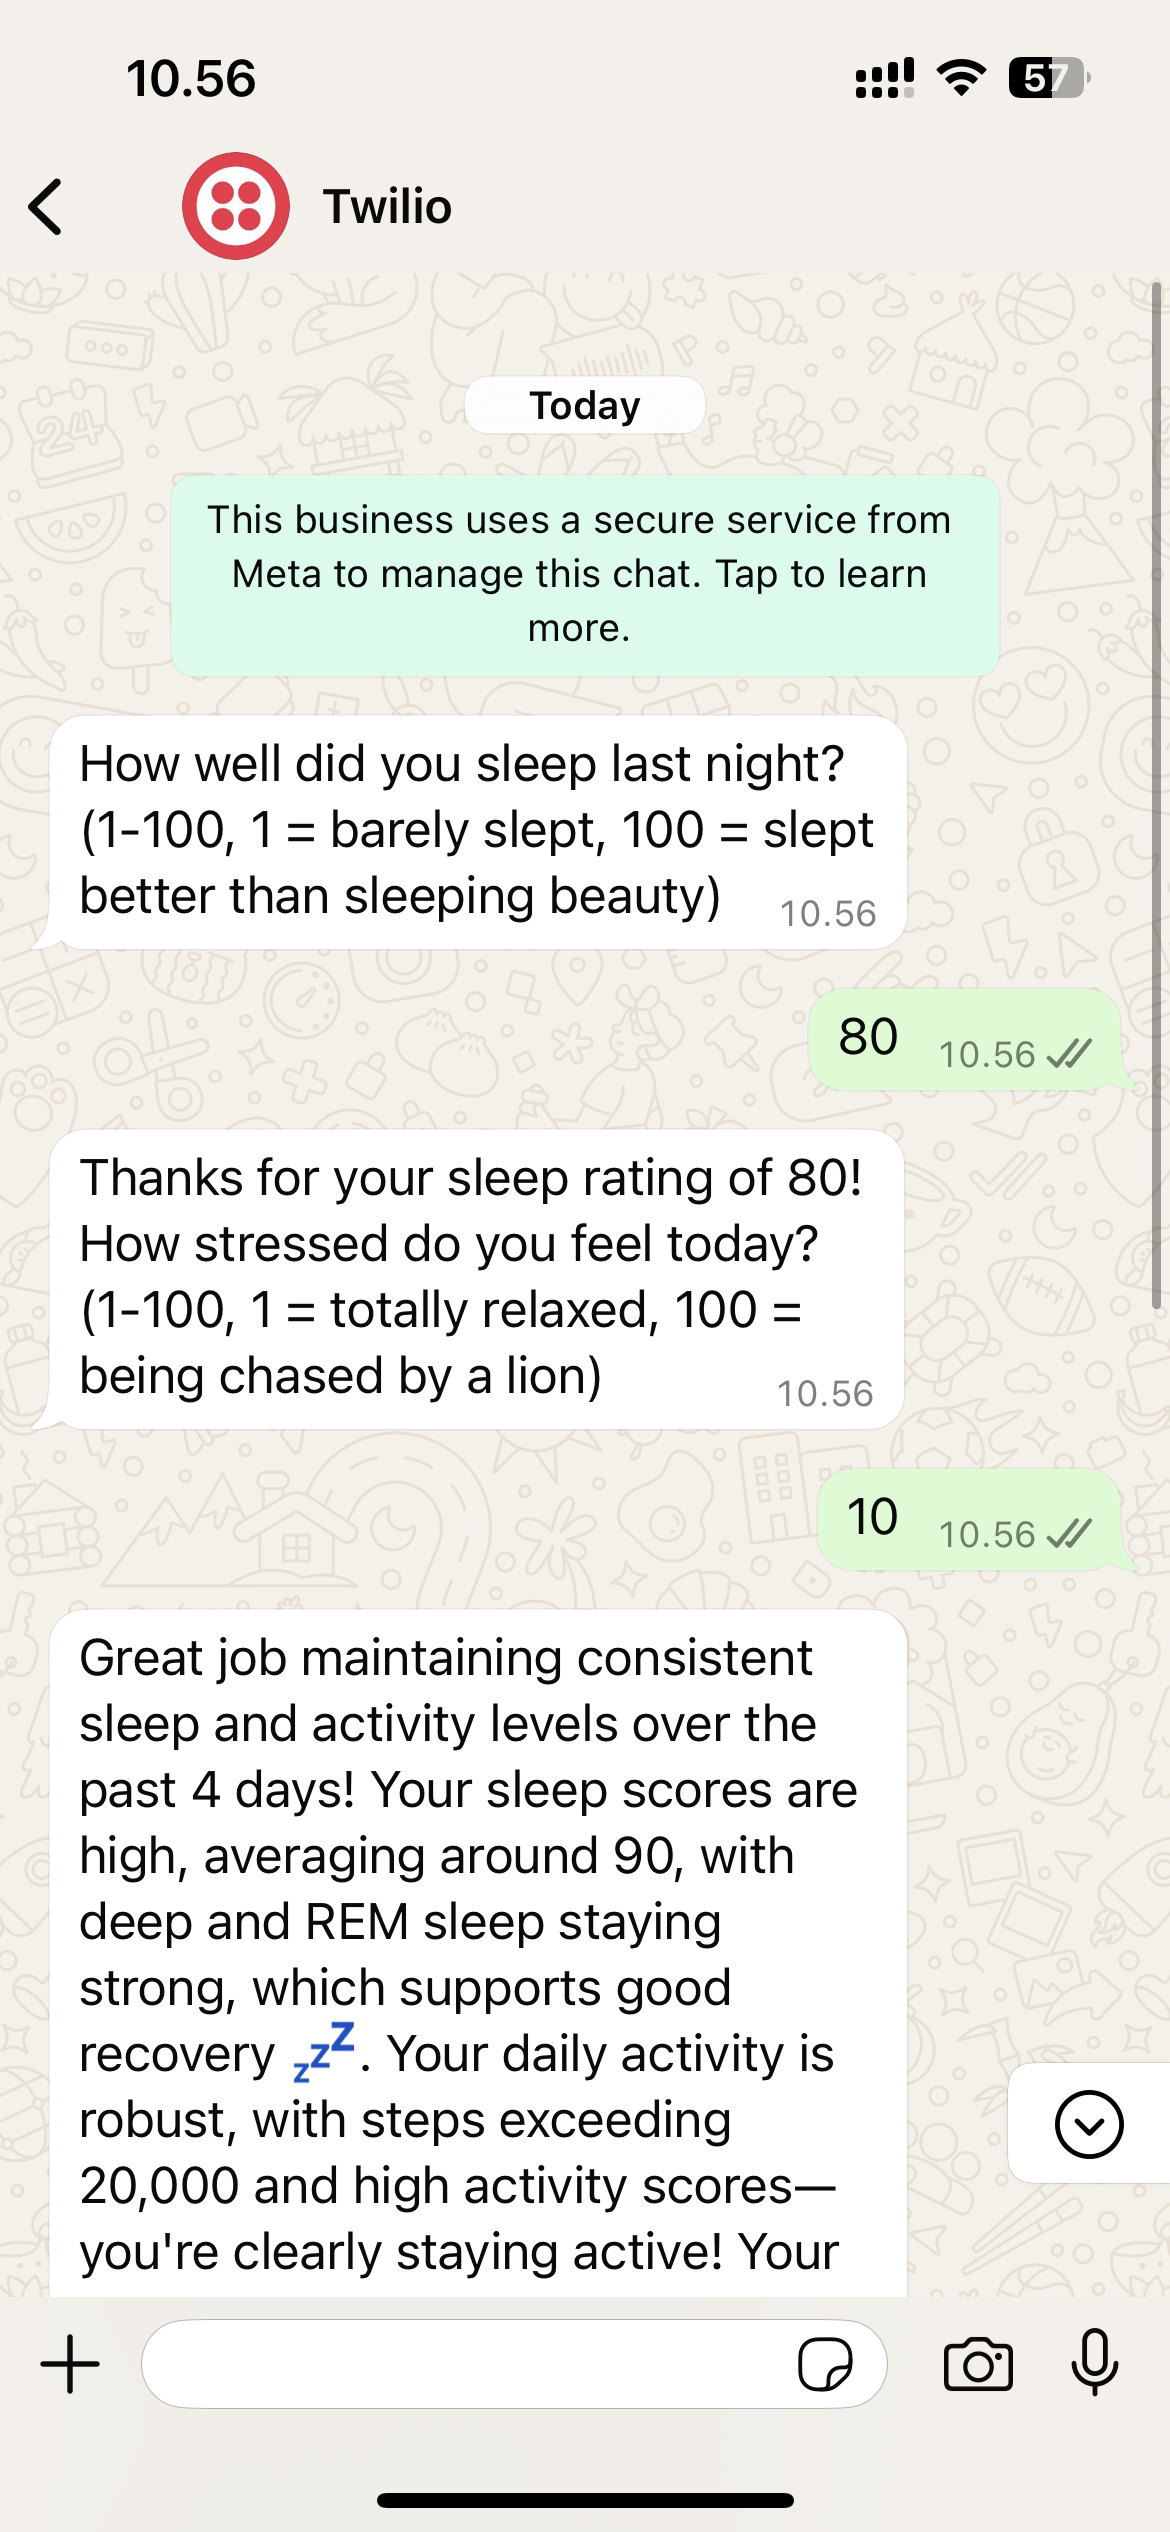 10.56
57
Twilio
Today
This business uses a secure service from
Meta to manage this chat. Tap to learn
more.
How well did you sleep last night?
(1-100, 1 = barely slept, 100 = slept
better than sleeping beauty)
10.56
80
10.56
Thanks for your sleep rating of 80!
How stressed do you feel today?
(1-100, 1 = totally relaxed, 100 =
being chased by a lion)
10.56
10
10.56
Great job maintaining consistent
sleep and activity levels over the
past 4 days! Your sleep scores are
high, averaging around 90, with
deep and REM sleep staying
strong, which supports good
recovery 💤. Your daily activity is
robust, with steps exceeding
20,000 and high activity scores—
you're clearly staying active! Your